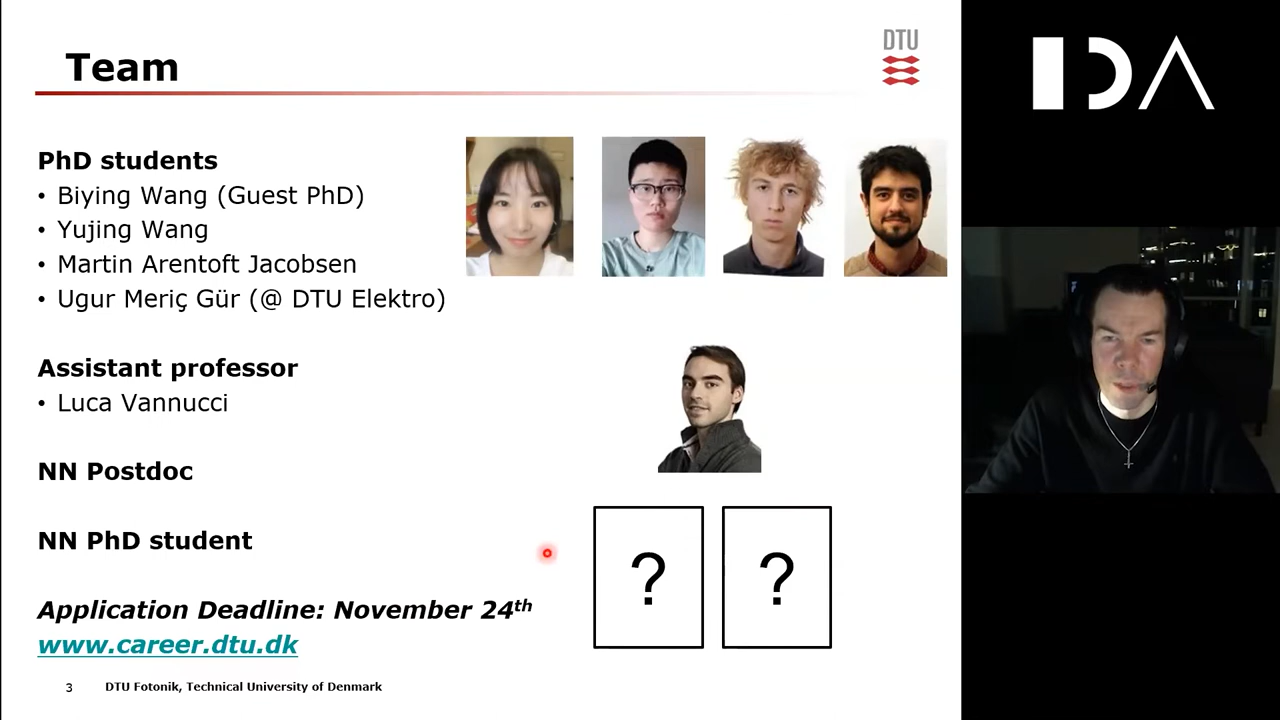 Team
DTU
PhD students
• Biying Wang (Guest PhD)
• Yujing Wang
• Martin Arentoft Jacobsen
• Ugur Meriç Gür (@ DTU Elektro)
Assistant professor
• Luca Vannucci
NN Postdoc
NN PhD student
? ?
Application Deadline: November 24th
www.career.dtu.dk
3 DTU Fotonik, Technical University of Denmark
IDA